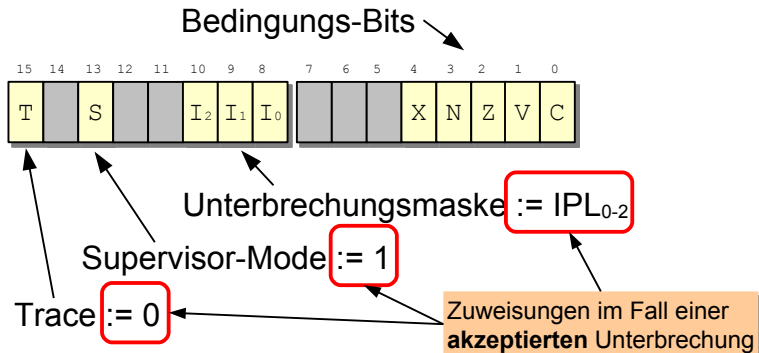 Bedingungs-Bits
15 14 13 12 11 10 9 8 7 6 5 4 3 2 1 0
T S I₂ I₁ I₀ X N Z V C
Unterbrechungsmaske := IPL₀₋₂
Supervisor-Mode := 1
Trace := 0
Zuweisungen im Fall einer
akzeptierten Unterbrechung